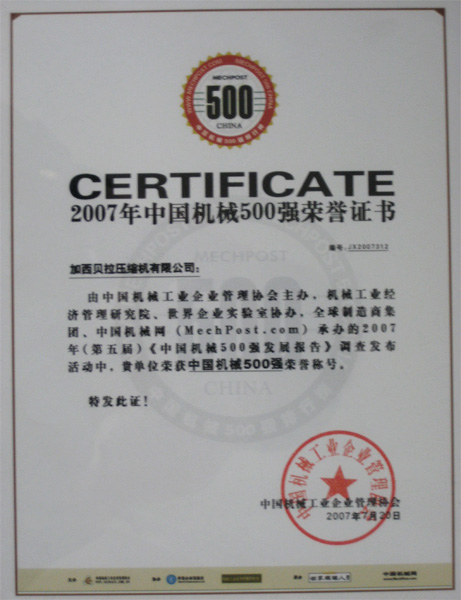 MECHPOST
500
CHINA
CERTIFICATE
2007年中国机械500强荣誉证书
编号:JX2007312
加西贝拉压缩机有限公司:
由中国机械工业企业管理协会主办,机械工业经
济管理研究院、世界企业实验室协办,全球制造商集
团、中国机械网(MechPost.com)承办的2007
年(第五届)《中国机械500强发展报告》调查发布
活动中,贵单位荣获中国机械500强荣誉称号。
特发此证!
中国机械工业企业管理协会
2007年7月20日
中国机械网